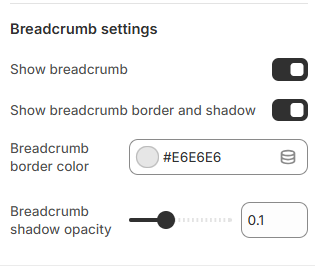 Breadcrumb settings
Show breadcrumb
Show breadcrumb border and shadow
Breadcrumb
border color
#E6E6E6
Breadcrumb
shadow opacity
0.1